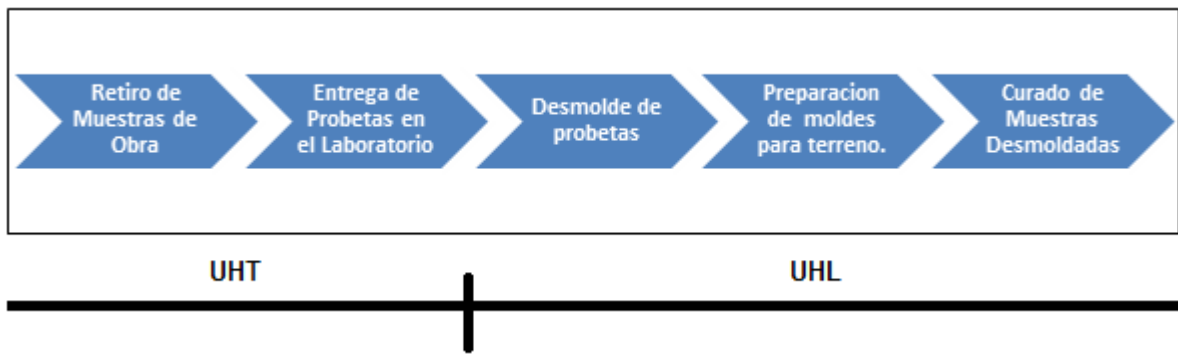 Retiro de
Muestras de
Obra
Entrega de
Probetas en
el Laboratorio
Desmolde de
probetas
Preparacion
de moldes
para terreno.
Curado de
Muestras
Desmoldadas
UHT
UHL